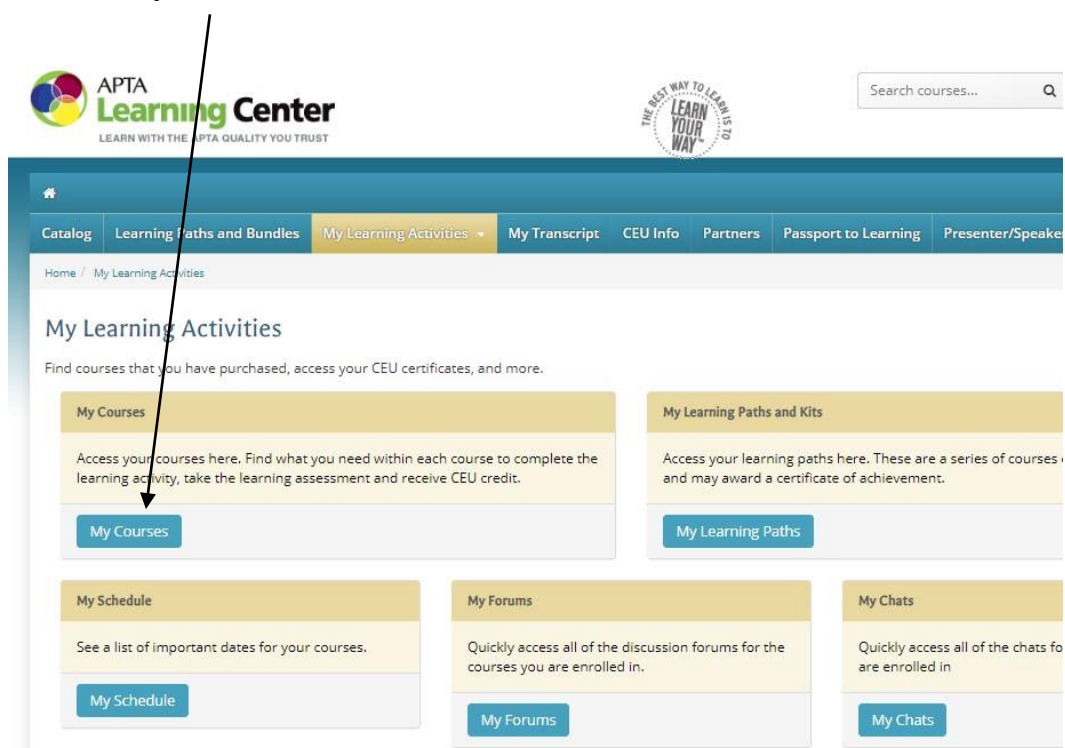 APTA
Learning Center
LEARN WITH THE APTA QUALITY YOU TRUST
THE BEST WAY TO LEARN IS TO
LEARN
YOUR
WAY™
Search courses...
Catalog Learning Paths and Bundles My Learning Activities My Transcript CEU Info Partners Passport to Learning Presenter/Speake
Home / My Learning Activities
My Learning Activities
Find courses that you have purchased, access your CEU certificates, and more.
My Courses
Access your courses here. Find what you need within each course to complete the
learning activity, take the learning assessment and receive CEU credit.
My Courses
My Learning Paths and Kits
Access your learning paths here. These are a series of courses
and may award a certificate of achievement.
My Learning Paths
My Schedule
See a list of important dates for your courses.
My Schedule
My Forums
Quickly access all of the discussion forums for the
courses you are enrolled in.
My Forums
My Chats
Quickly access all of the chats fo
are enrolled in
My Chats